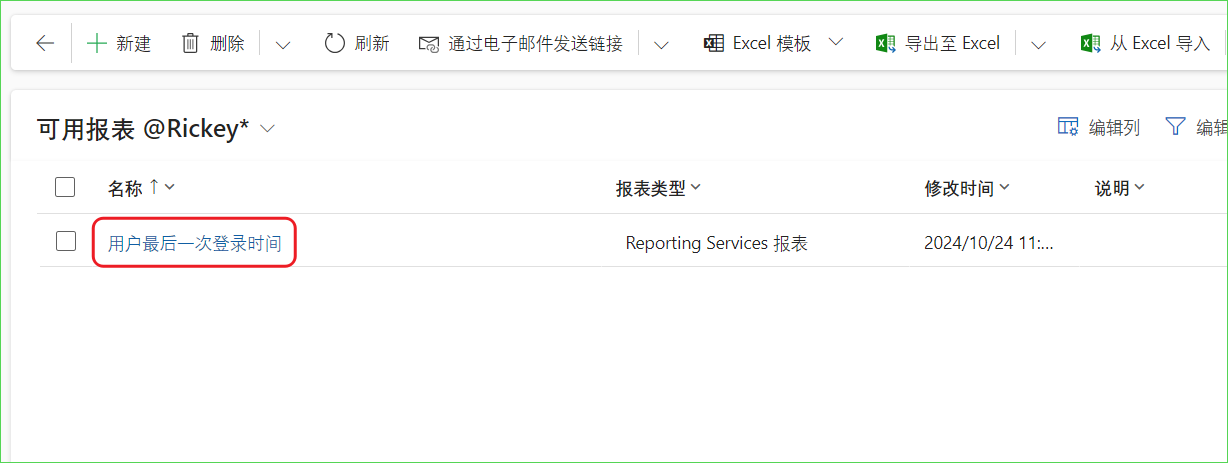 新建 删除 刷新 通过电子邮件发送链接 Excel 模板 导出至 Excel 从 Excel 导入
可用报表 @Rickey* 编辑列 编辑
名称 报表类型 修改时间 说明
用户最后一次登录时间 Reporting Services 报表 2024/10/24 11:...